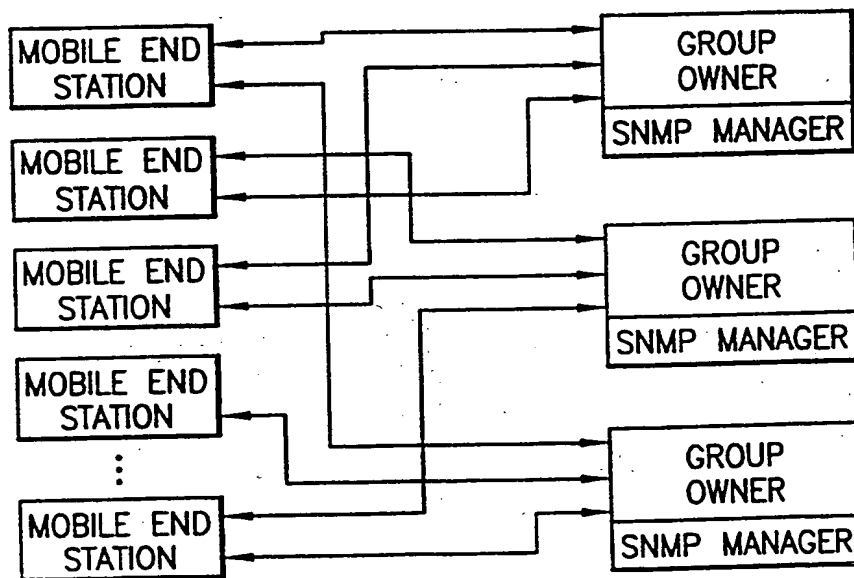 MOBILE END
STATION
MOBILE END
STATION
MOBILE END
STATION
MOBILE END
STATION
MOBILE END
STATION
GROUP
OWNER
SNMP MANAGER
GROUP
OWNER
SNMP MANAGER
GROUP
OWNER
SNMP MANAGER